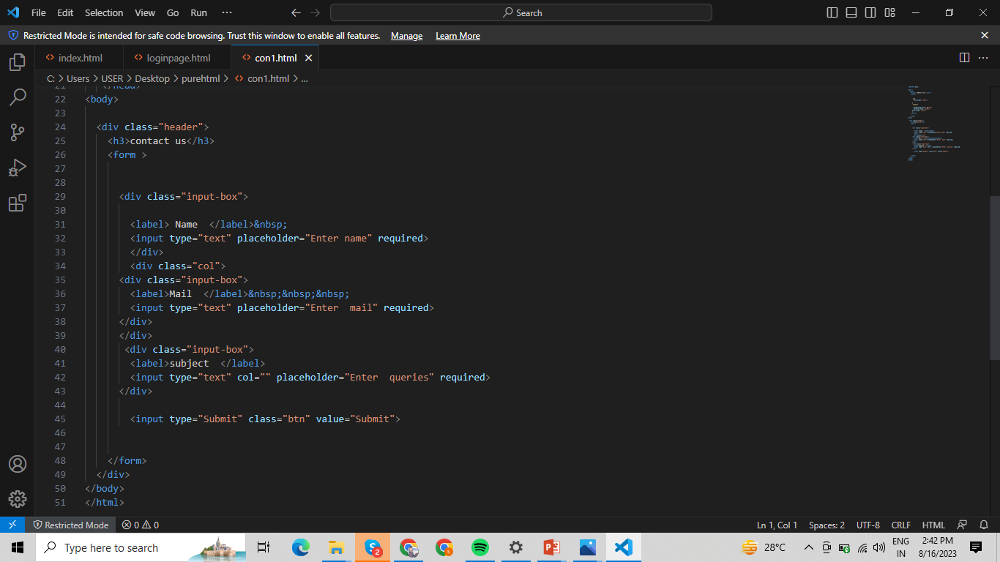 File Edit Selection View Go Run ··· Search
Restricted Mode is intended for safe code browsing. Trust this window to enable all features. Manage Learn More
index.html loginpage.html con1.html
C: > Users > USER > Desktop > purehtml > con1.html > ...
21 </head>
22 <body>
23
24 <div class="header">
25 <h3>contact us</h3>
26 <form >
27
28
29 <div class="input-box">
30
31 <label> Name  </label>&nbsp;
32 <input type="text" placeholder="Enter name" required>
33 </div>
34 <div class="col">
35 <div class="input-box">
36 <label>Mail  </label>&nbsp;&nbsp;&nbsp;
37 <input type="text" placeholder="Enter  mail" required>
38 </div>
39 </div>
40 <div class="input-box">
41 <label>subject  </label>
42 <input type="text" col="" placeholder="Enter  queries" required>
43 </div>
44
45 <input type="Submit" class="btn" value="Submit">
46
47
48 </form>
49 </div>
50 </body>
51 </html>
Restricted Mode 0 0 Ln 1, Col 1 Spaces: 2 UTF-8 CRLF HTML
Type here to search 2 28°C ENG IN 2:42 PM 8/16/2023